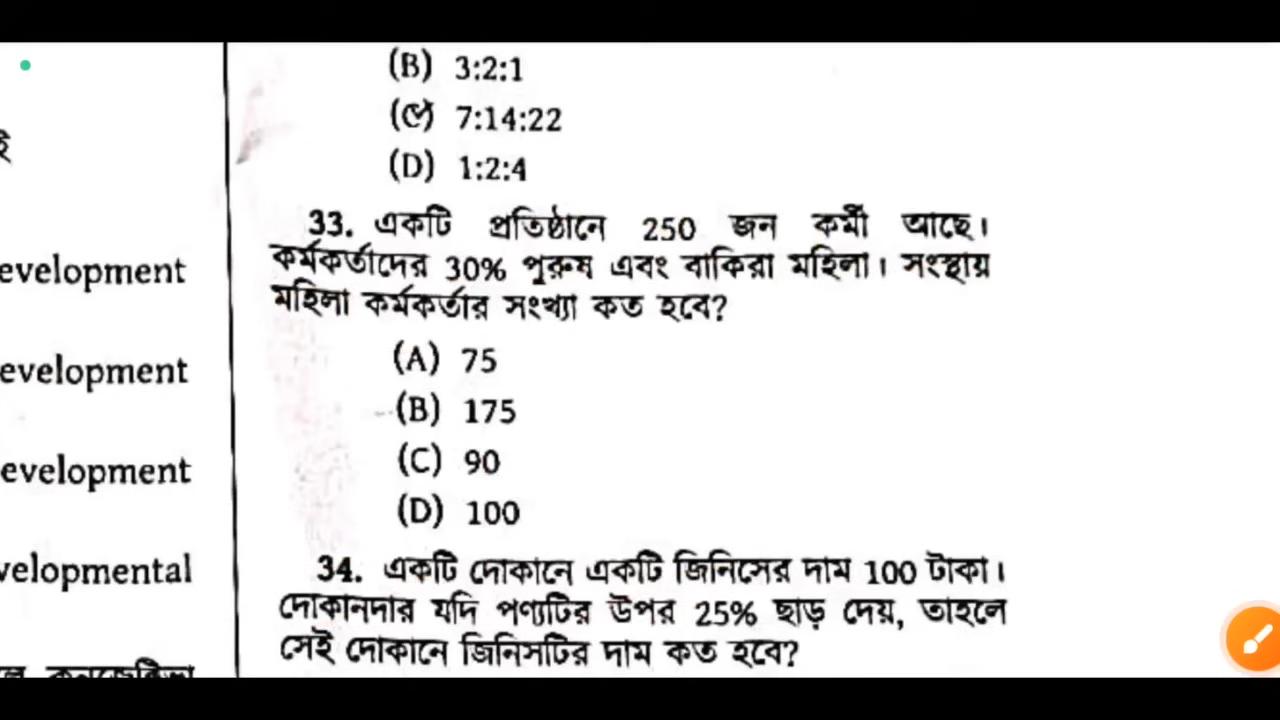 (B) 3:2:1
(C) 7:14:22
(D) 1:2:4
ই
33. একটি প্রতিষ্ঠানে 250 জন কর্মী আছে।
evelopment
কর্মকর্তাদের 30% পুরুষ এবং বাকিরা মহিলা। সংস্থায়
মহিলা কর্মকর্তার সংখ্যা কত হবে?
(A) 75
evelopment
(B) 175
(C) 90
evelopment
(D) 100
velopmental
34. একটি দোকানে একটি জিনিসের দাম 100 টাকা।
দোকানদার যদি পণ্যটির উপর 25% ছাড় দেয়, তাহলে
সেই দোকানে জিনিসটির দাম কত হবে?